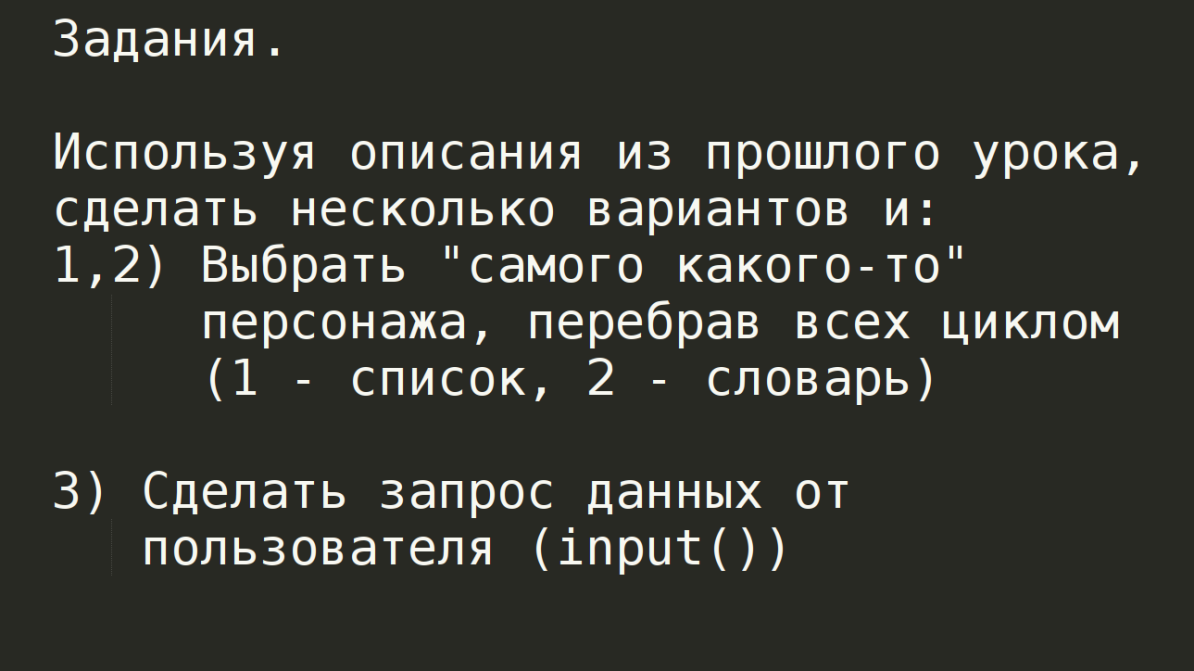 Задания.
Используя описания из прошлого урока,
сделать несколько вариантов и:
1,2) Выбрать "самого какого-то"
персонажа, перебрав всех циклом
(1 - список, 2 - словарь)
3) Сделать запрос данных от
пользователя (input())